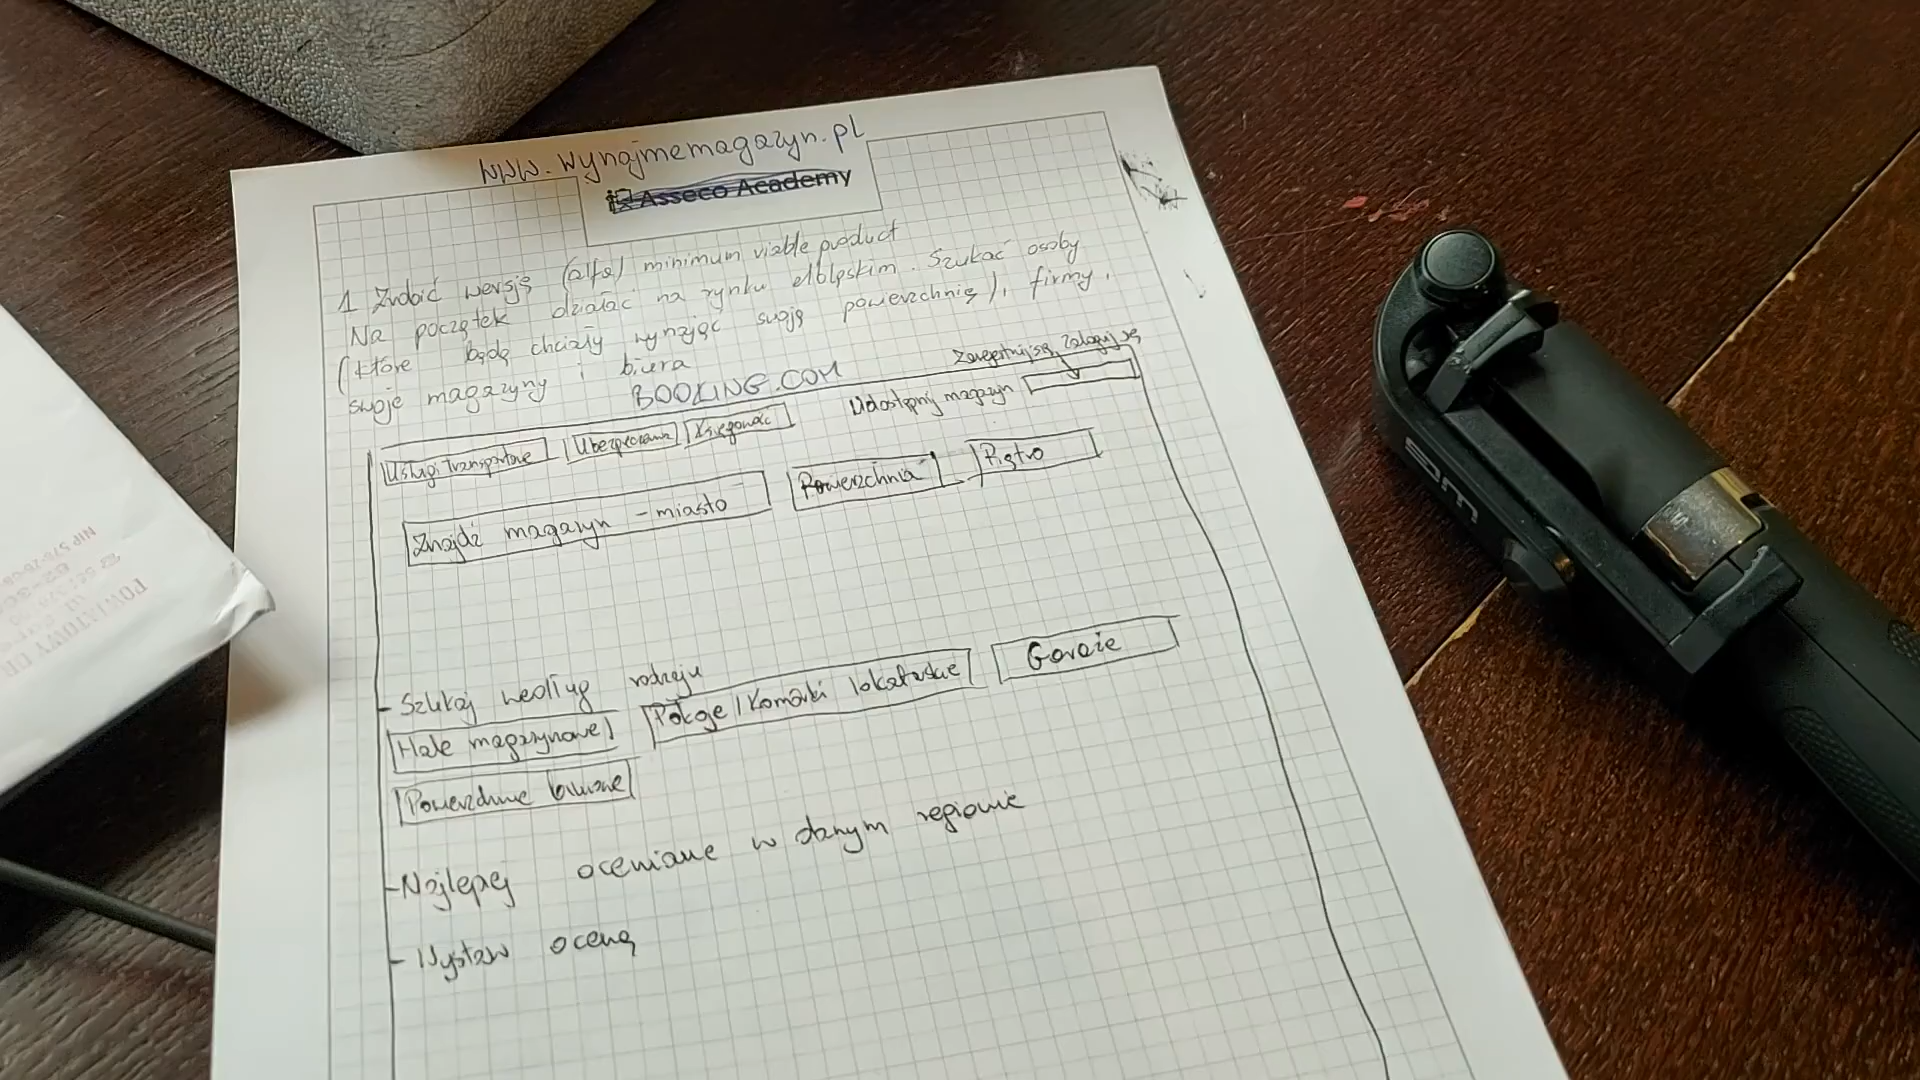 www.wynajmemagazyn.pl
Asseco Academy
1 Zrobić wersję (alfa) minimum viable product
Na początek działać na rynku elbląskim. Szukać osoby
(które będą chciały wynająć swoją powierzchnię), firmy,
swoje magazyny i biura
BOOKING.COM
Zarejestruj się, Zaloguj się
Usługi transportowe Ubezpieczenia Księgowość Udostępnij magazyn
Znajdź magazyn - miasto Powierzchnia Piętro
- Szukaj według rodzaju
Hale magazynowe Pokoje / Komórki lokatorskie Garaże
Powierzchnie biurowe
- Najlepiej oceniane w danym regionie
- Wystaw ocenę